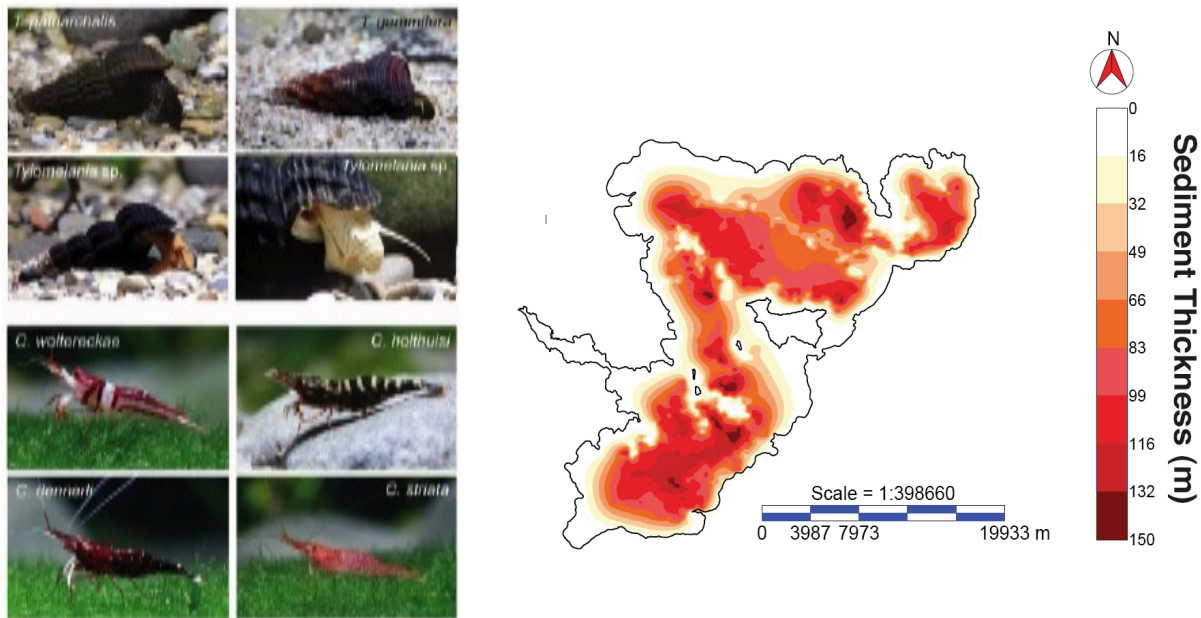 T. patriarchalis
T. gemmifera
Tylomelania sp.
Tylomelania sp.
C. woltereckae
C. holthuisi
C. dennerli
C. striata
N
0
16
32
49
66
83
99
116
132
150
Sediment Thickness (m)
Scale = 1:398660
0 3987 7973 19933 m